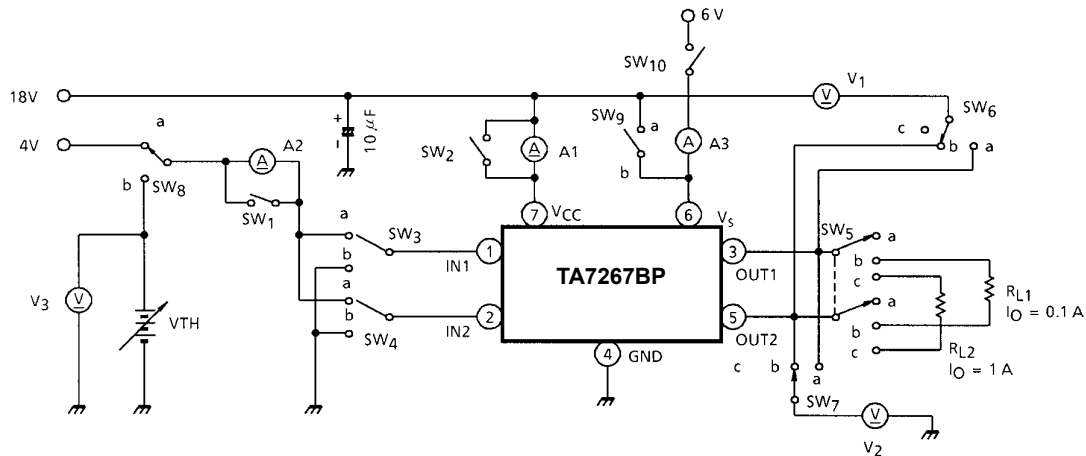 6 V
SW10
18V
V
V1
SW6
c
b
a
4V
a
b
SW8
A
A2
SW1
+
-
10 μF
SW2
A
A1
SW9
a
b
A
A3
7
VCC
6
VS
a
SW3
b
1
IN1
a
b
SW4
2
IN2
TA7267BP
3
OUT1
5
OUT2
4
GND
SW5
a
b
c
a
b
c
RL1
IO = 0.1 A
RL2
IO = 1 A
V3
V
VTH
c
b
a
SW7
V
V2